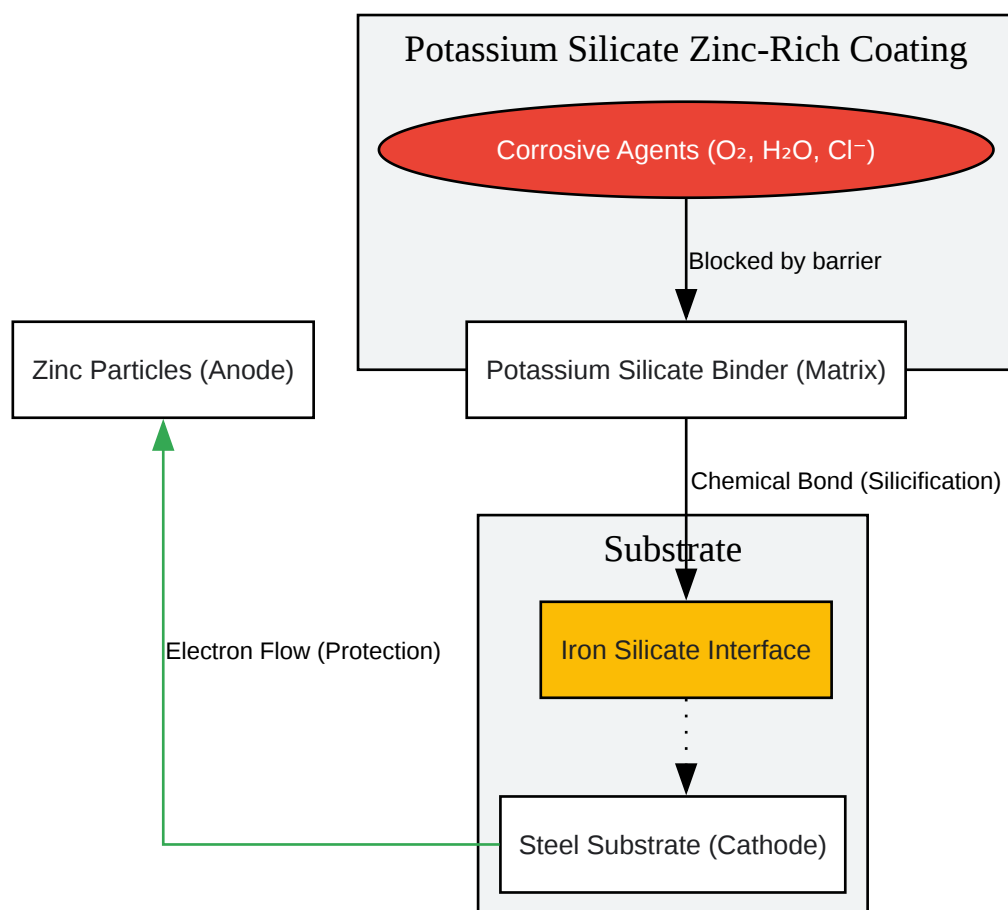 Potassium Silicate Zinc-Rich Coating
Corrosive Agents (O₂, H₂O, Cl⁻)
Blocked by barrier
Zinc Particles (Anode)
Potassium Silicate Binder (Matrix)
Chemical Bond (Silicification)
Substrate
Electron Flow (Protection)
Iron Silicate Interface
Steel Substrate (Cathode)